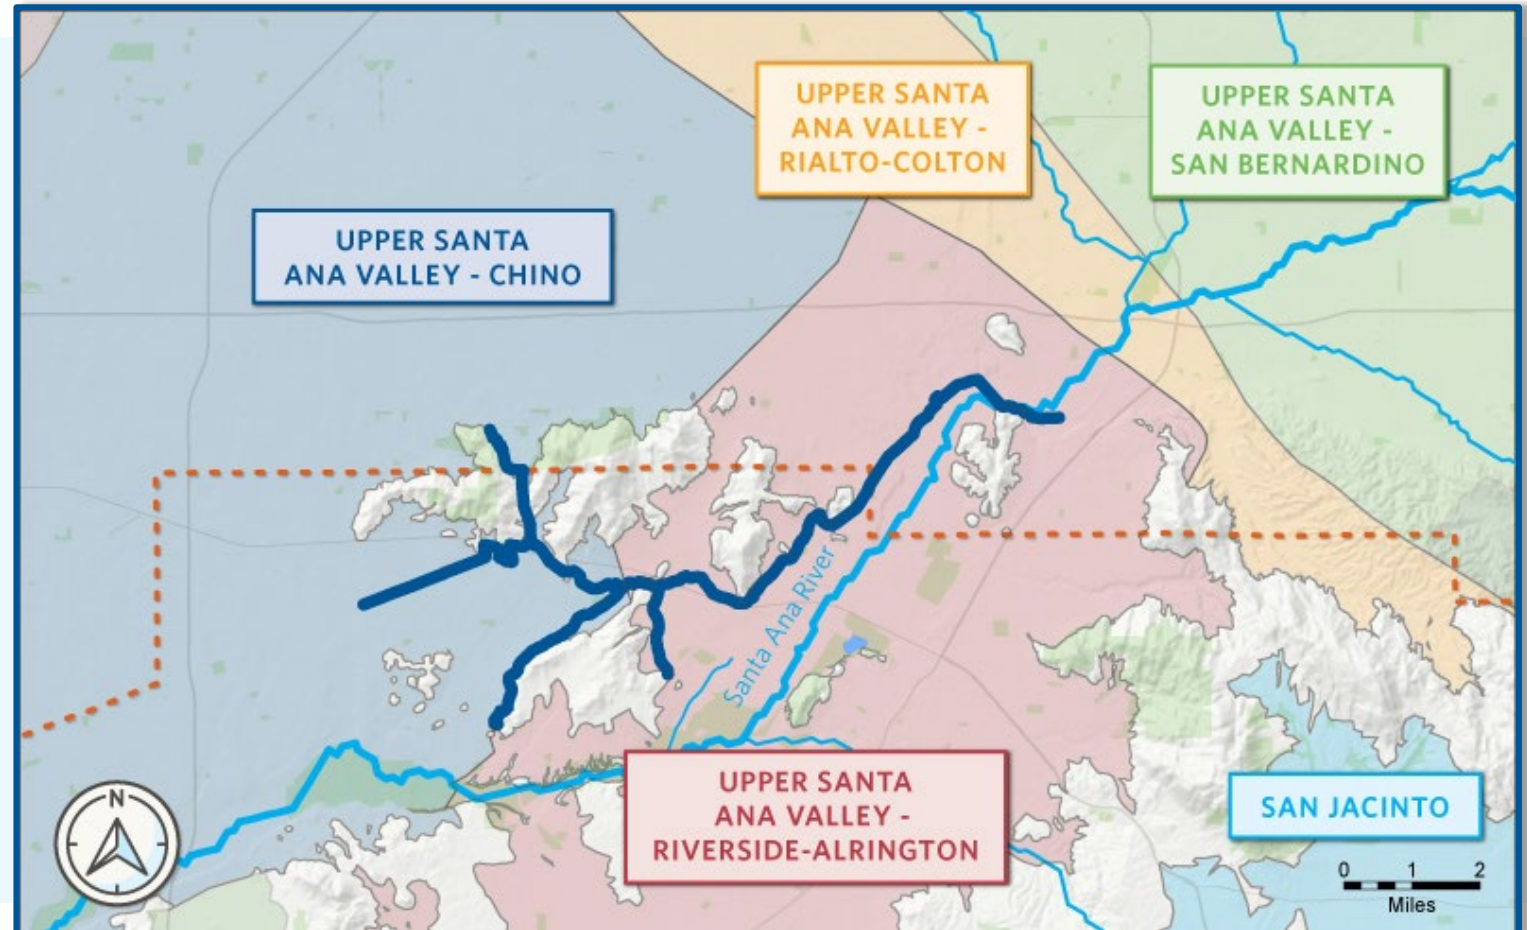 UPPER SANTA
ANA VALLEY -
RIALTO-COLTON
UPPER SANTA
ANA VALLEY -
SAN BERNARDINO
UPPER SANTA
ANA VALLEY - CHINO
Santa Ana River
UPPER SANTA
ANA VALLEY -
RIVERSIDE-ALRINGTON
SAN JACINTO
N
0 1 2
Miles